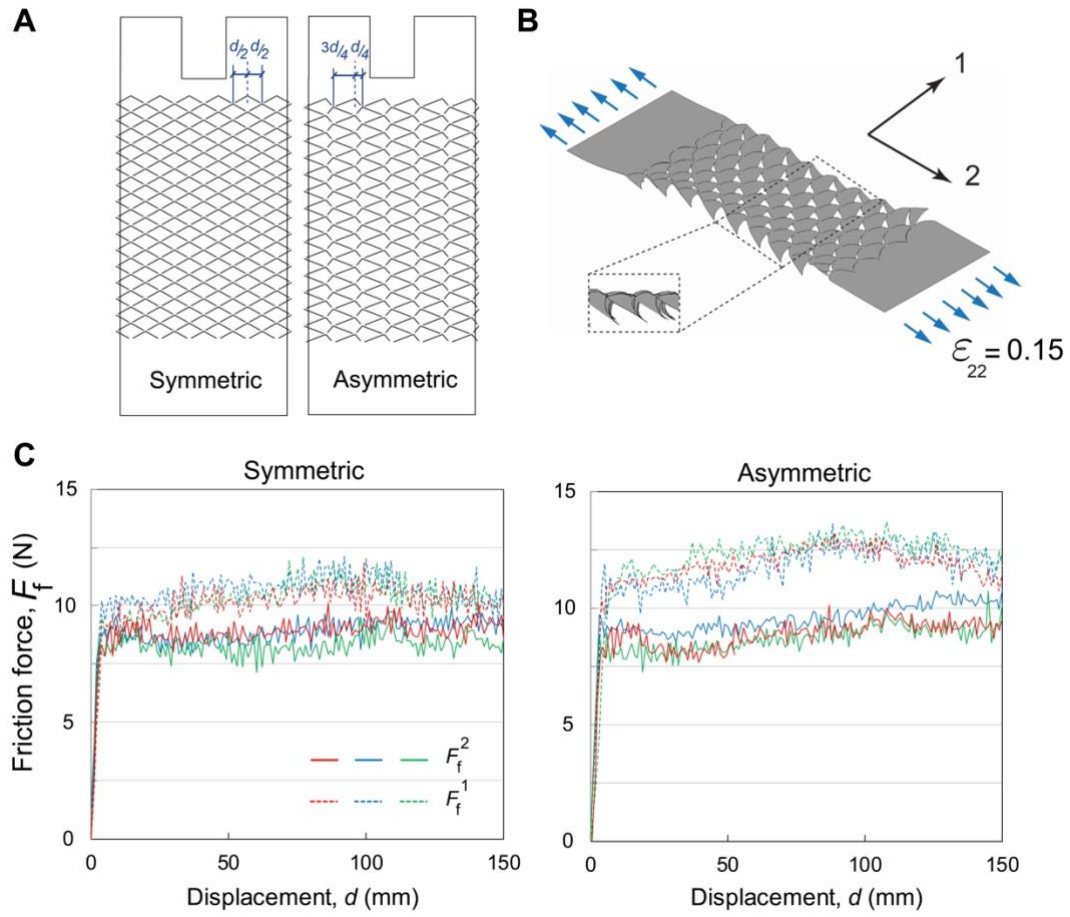 A
B
d/2 d/2
3d/4 d/4
1
2
Symmetric
Asymmetric
ε22 = 0.15
C
Symmetric
Asymmetric
15
10
5
0
Friction force, Ff (N)
Ff2
Ff1
0
50
100
150
Displacement, d (mm)
15
10
5
0
0
50
100
150
Displacement, d (mm)